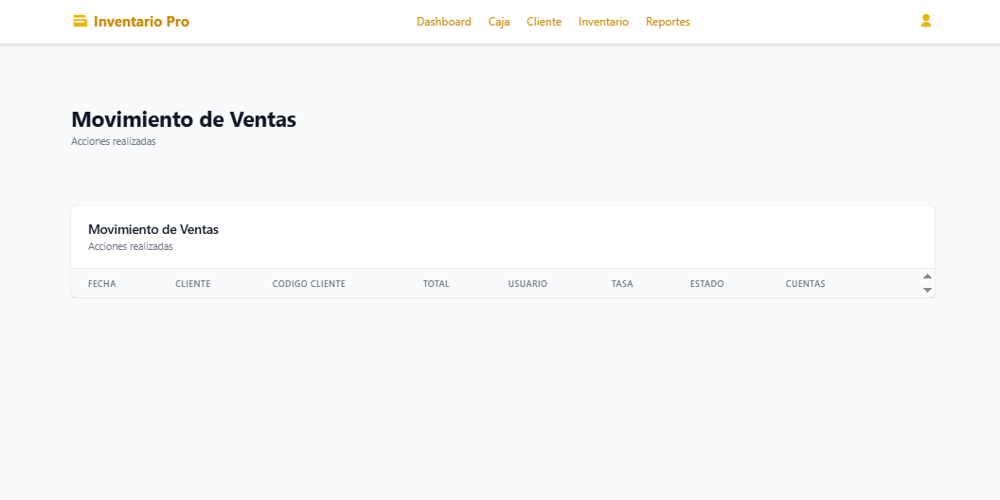 Inventario Pro
Dashboard Caja Cliente Inventario Reportes
Movimiento de Ventas
Acciones realizadas
Movimiento de Ventas
Acciones realizadas
FECHA CLIENTE CODIGO CLIENTE TOTAL USUARIO TASA ESTADO CUENTAS